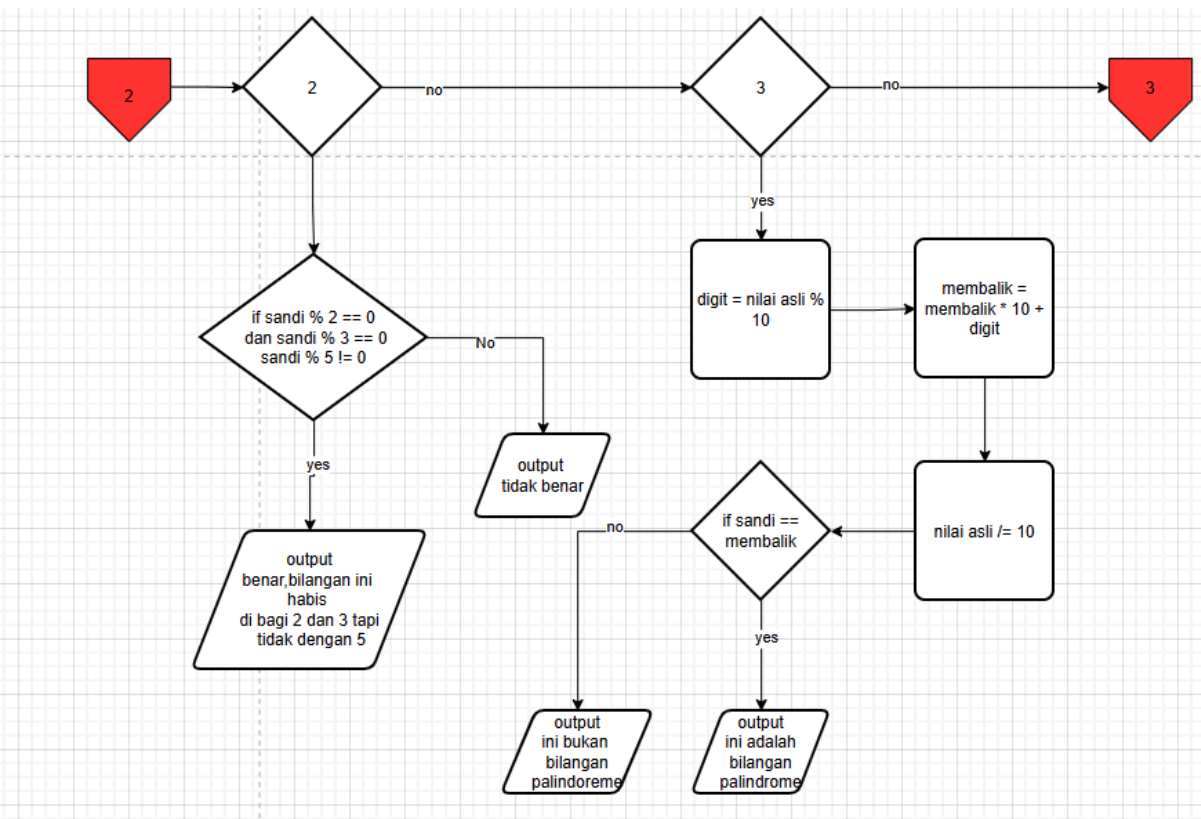 2
2
no
3
no
3
yes
if sandi % 2 == 0
dan sandi % 3 == 0
sandi % 5 != 0
No
output
tidak benar
yes
output
benar,bilangan ini
habis
di bagi 2 dan 3 tapi
tidak dengan 5
digit = nilai asli %
10
membalik =
membalik * 10 +
digit
nilai asli /= 10
if sandi ==
membalik
no
yes
output
ini bukan
bilangan
palindoreme
output
ini adalah
bilangan
palindrome